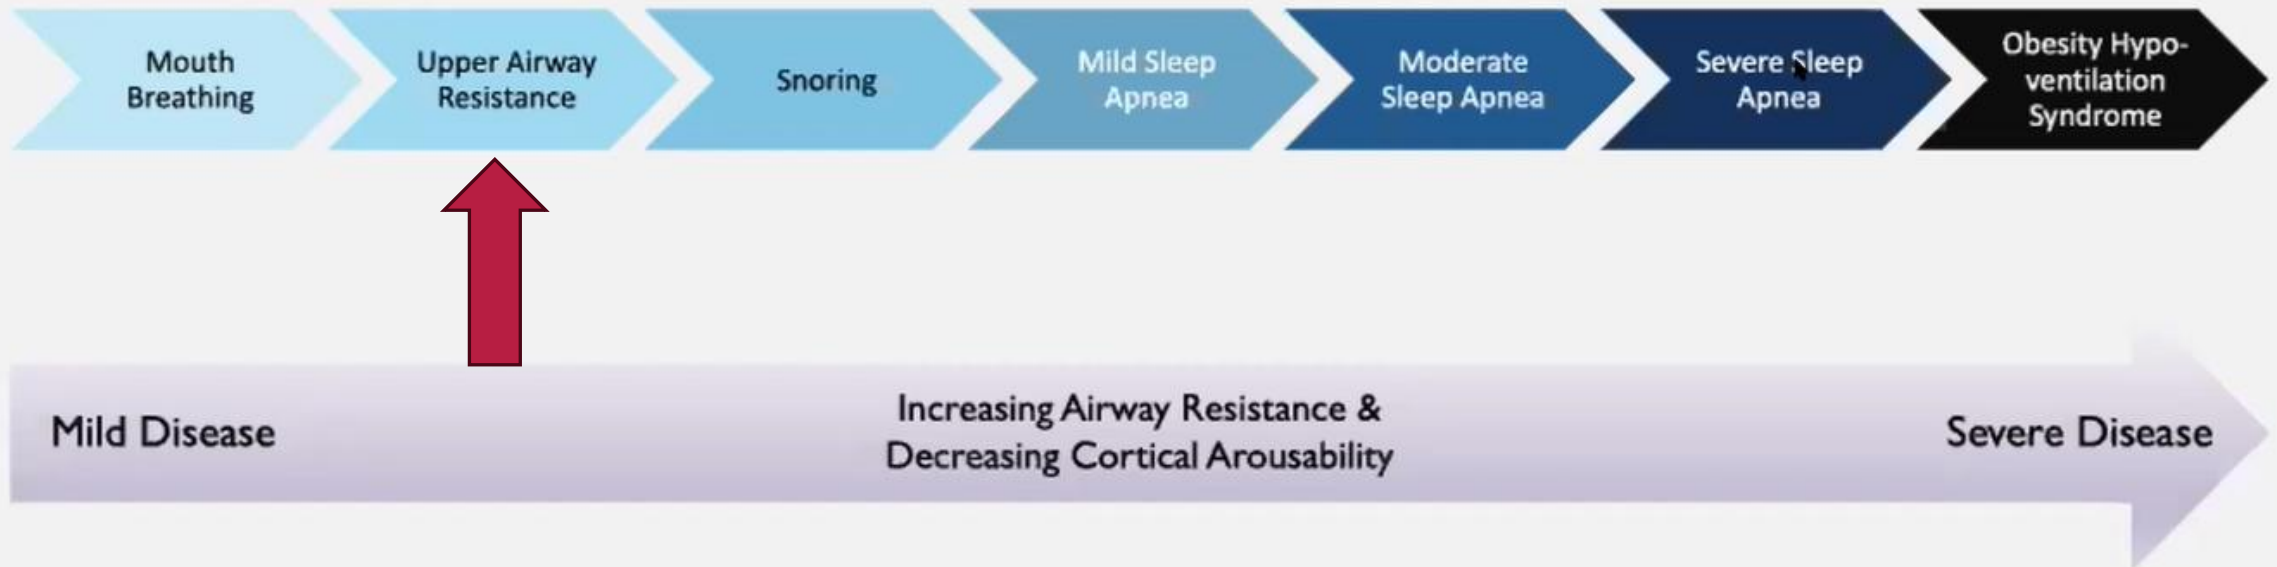 Mouth
Breathing
Upper Airway
Resistance
Snoring
Mild Sleep
Apnea
Moderate
Sleep Apnea
Severe Sleep
Apnea
Obesity Hypo-
ventilation
Syndrome
Mild Disease
Increasing Airway Resistance &
Decreasing Cortical Arousability
Severe Disease